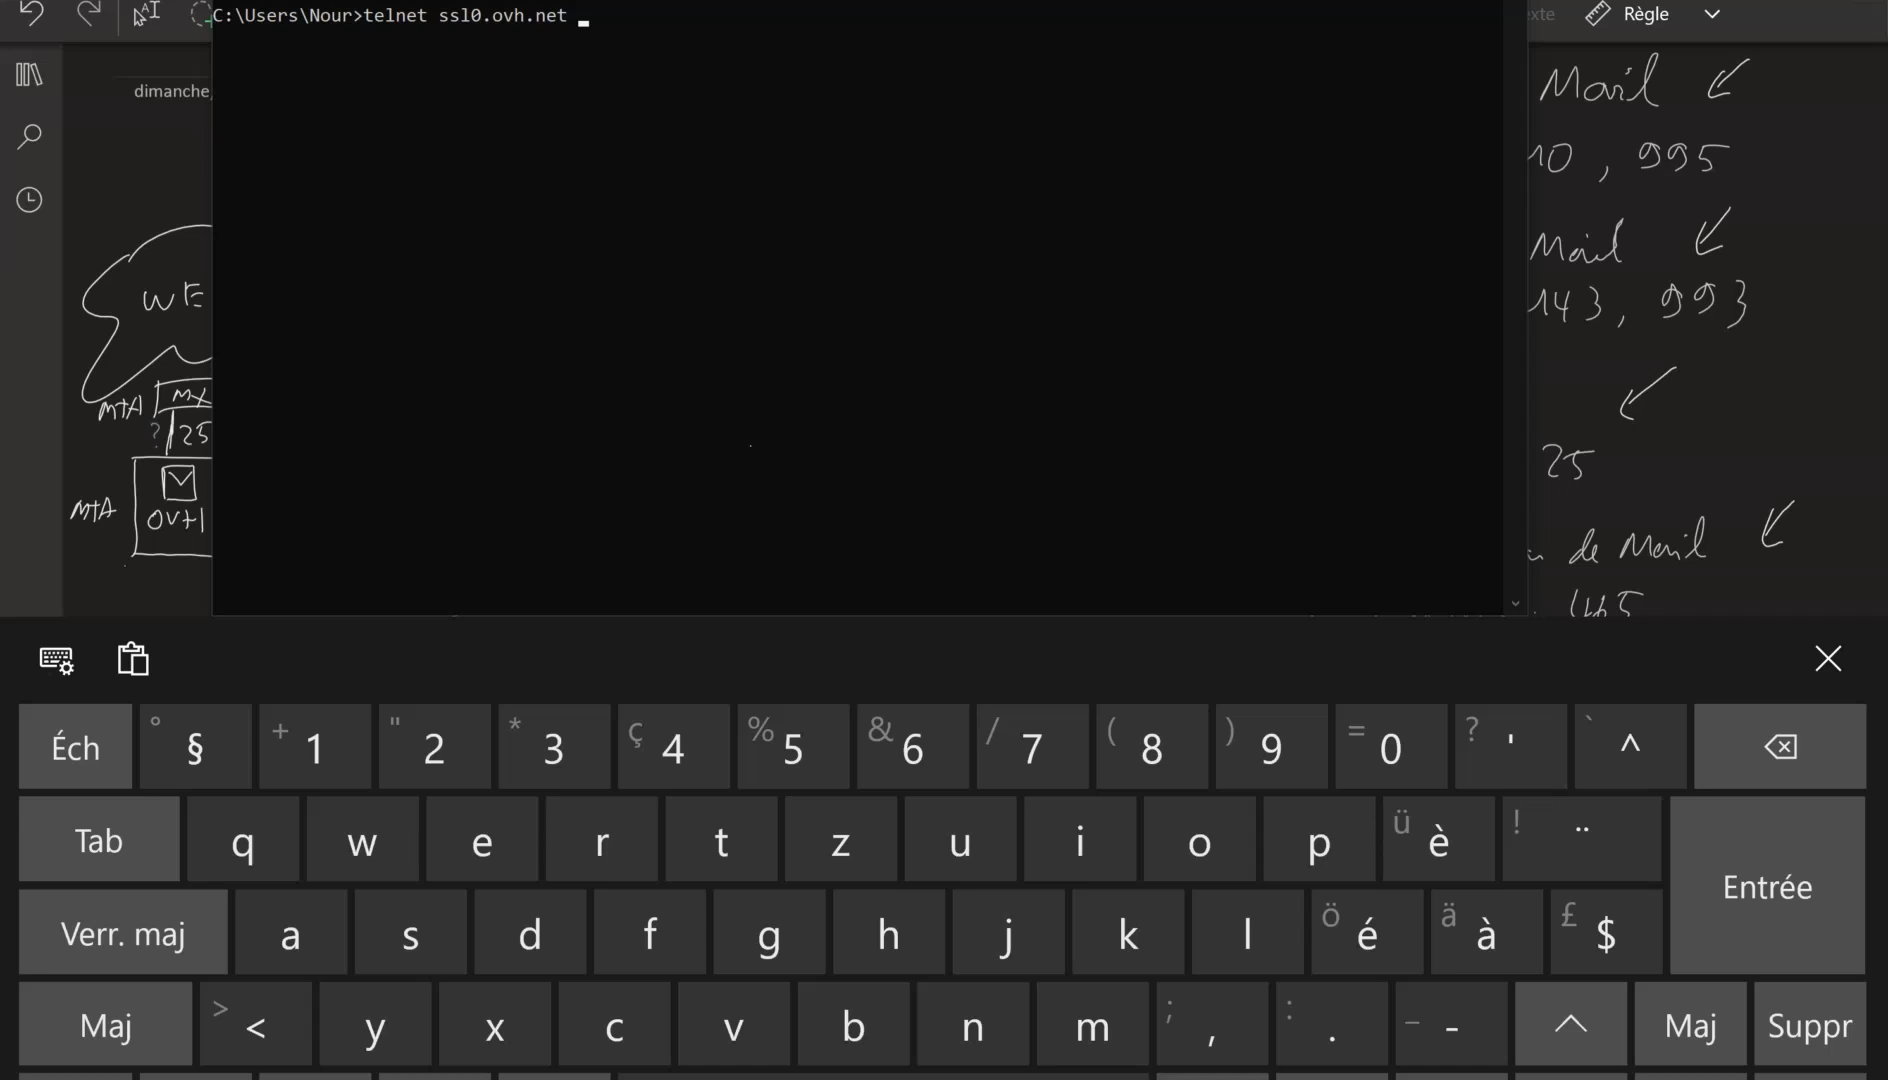 C:\Users\Nour>telnet ssl0.ovh.net
Règle
dimanche,
Mail
10, 995
WE
Mail
143, 993
MTA MX
? 25
25
MTA OVH
de Mail
465
Éch ° § + 1 " 2 * 3 ç 4 % 5 & 6 / 7 ( 8 ) 9 = 0 ? ' ` ^
Tab q w e r t z u i o p ü è ! ¨
Entrée
Verr. maj a s d f g h j k l ö é ä à £ $
Maj > < y x c v b n m ; , : . _ - Maj Suppr